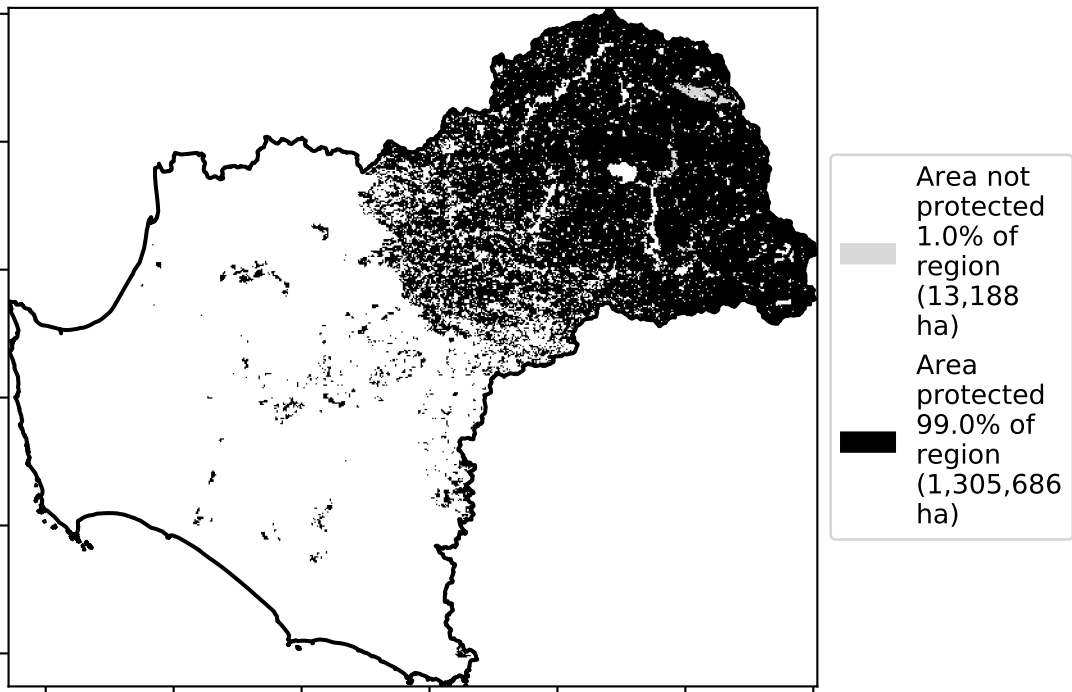 Area not
protected
1.0% of
region
(13,188
ha)
Area
protected
99.0% of
region
(1,305,686
ha)